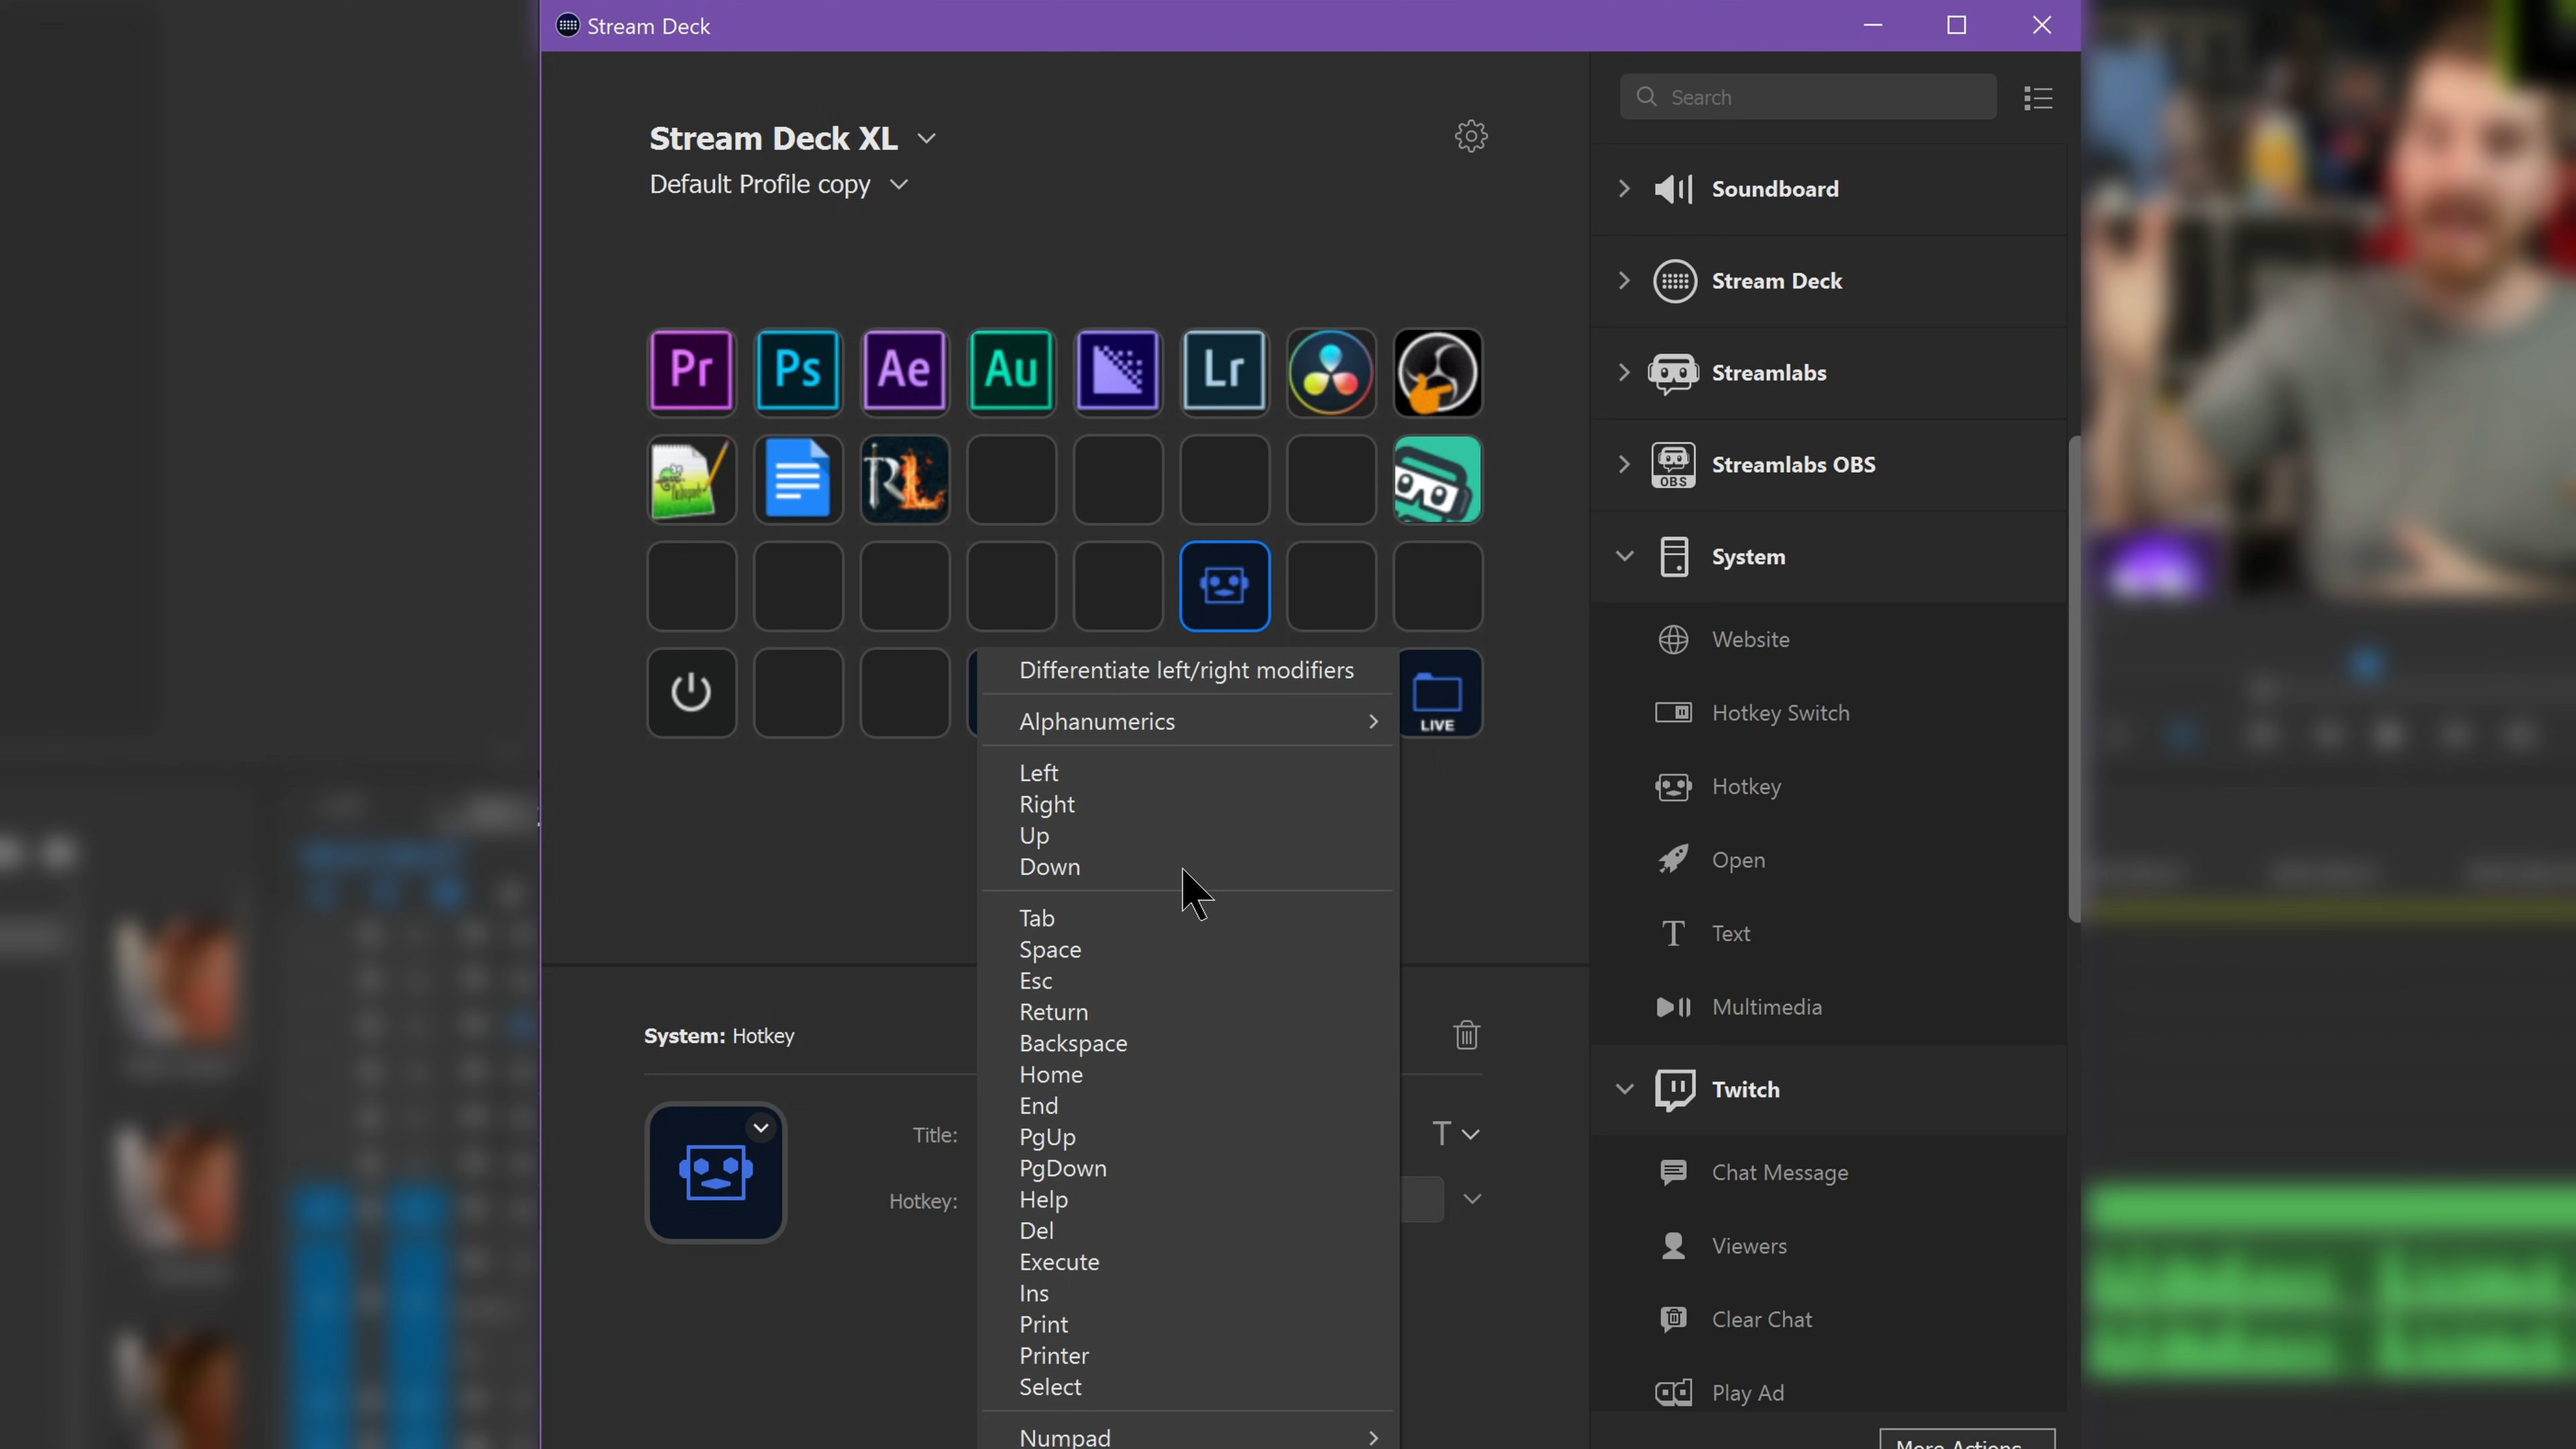 Stream Deck
Search
Stream Deck XL
Default Profile copy
Soundboard
Stream Deck
Streamlabs
OBS
Streamlabs OBS
System
Website
Hotkey Switch
Hotkey
Open
Text
Multimedia
Twitch
Chat Message
Viewers
Clear Chat
Play Ad
Pr
Ps
Ae
Au
Lr
RL
LIVE
Differentiate left/right modifiers
Alphanumerics
Left
Right
Up
Down
Tab
Space
Esc
Return
Backspace
Home
End
PgUp
PgDown
Help
Del
Execute
Ins
Print
Printer
Select
Numpad
System: Hotkey
Title:
T
Hotkey:
More Actions...